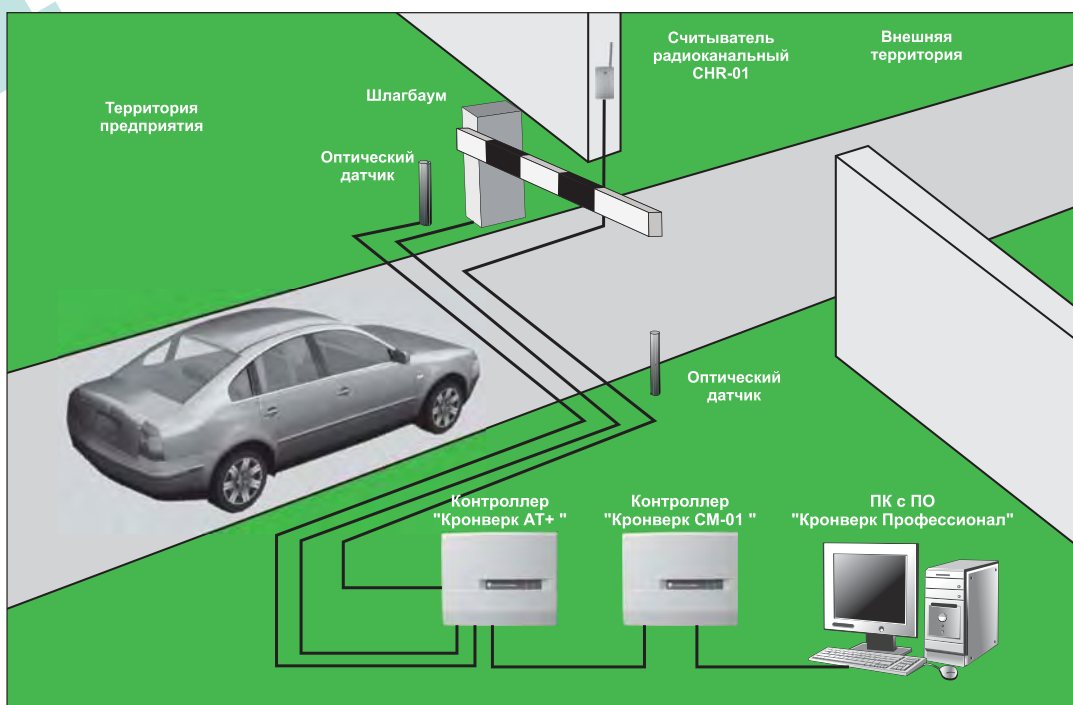 Считыватель
радиоканальный
CHR-01
Внешняя
территория
Территория
предприятия
Шлагбаум
Оптический
датчик
Оптический
датчик
Контроллер
"Кронверк АТ+ "
Контроллер
"Кронверк СМ-01 "
ПК с ПО
"Кронверк Профессионал"